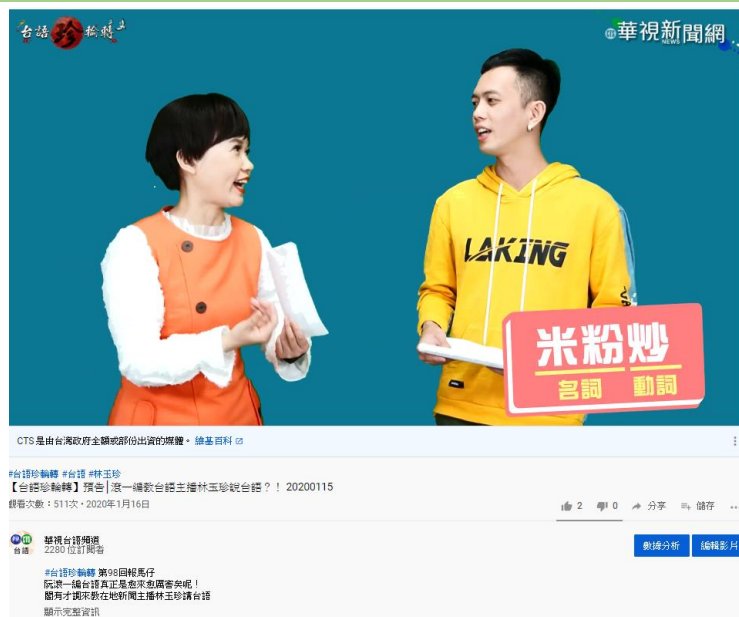 台語珍輪轉
華視新聞網
NEWS
LAKING
米粉炒
名詞 動詞
CTS 是由台灣政府全額或部份出資的媒體。 維基百科
#台語珍輪轉 #台語 #林玉珍
【台語珍輪轉】預告│滾一編教台語主播林玉珍說台語？！ 20200115
觀看次數：511次・2020年1月16日
2 0 分享 儲存 ...
台語
華視台語頻道
2280 位訂閱者
數據分析 編輯影片
#台語珍輪轉 第98回報馬仔
阮滾一編台語真正是愈來愈厲害矣呢！
閣有才調來教在地新聞主播林玉珍講台語
顯示完整資訊